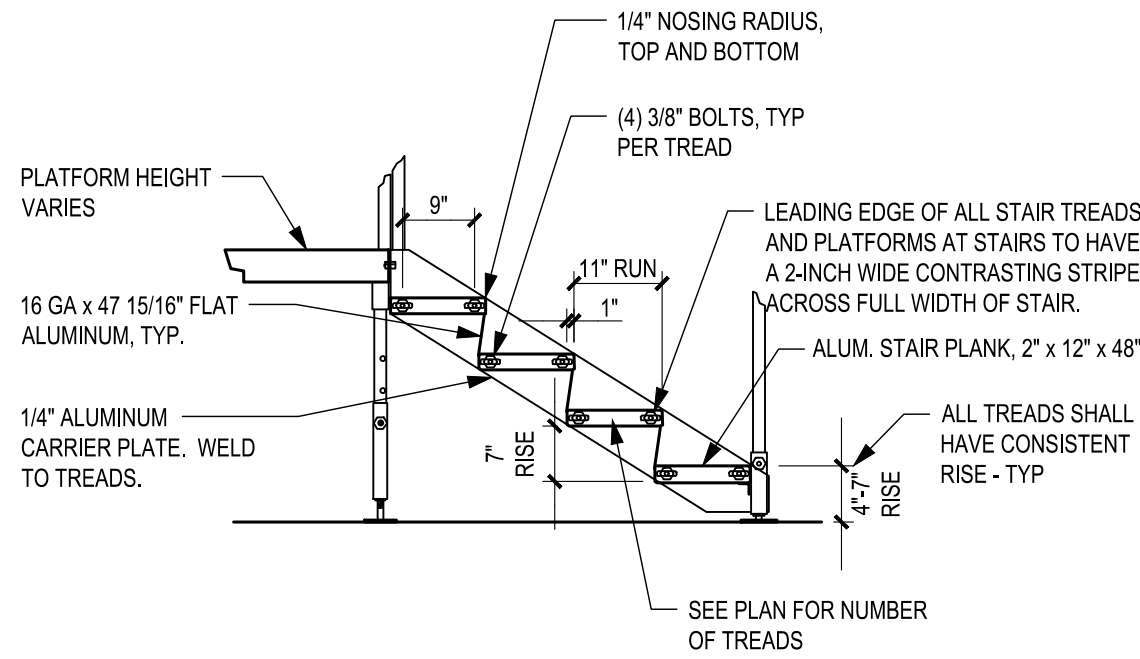 1/4" NOSING RADIUS,
TOP AND BOTTOM
(4) 3/8" BOLTS, TYP
PER TREAD
PLATFORM HEIGHT
VARIES
9"
LEADING EDGE OF ALL STAIR TREADS
AND PLATFORMS AT STAIRS TO HAVE
A 2-INCH WIDE CONTRASTING STRIPE
ACROSS FULL WIDTH OF STAIR.
11" RUN
1"
16 GA x 47 15/16" FLAT
ALUMINUM, TYP.
ALUM. STAIR PLANK, 2" x 12" x 48"
1/4" ALUMINUM
CARRIER PLATE. WELD
TO TREADS.
7"
RISE
ALL TREADS SHALL
HAVE CONSISTENT
RISE - TYP
4"-7"
RISE
SEE PLAN FOR NUMBER
OF TREADS